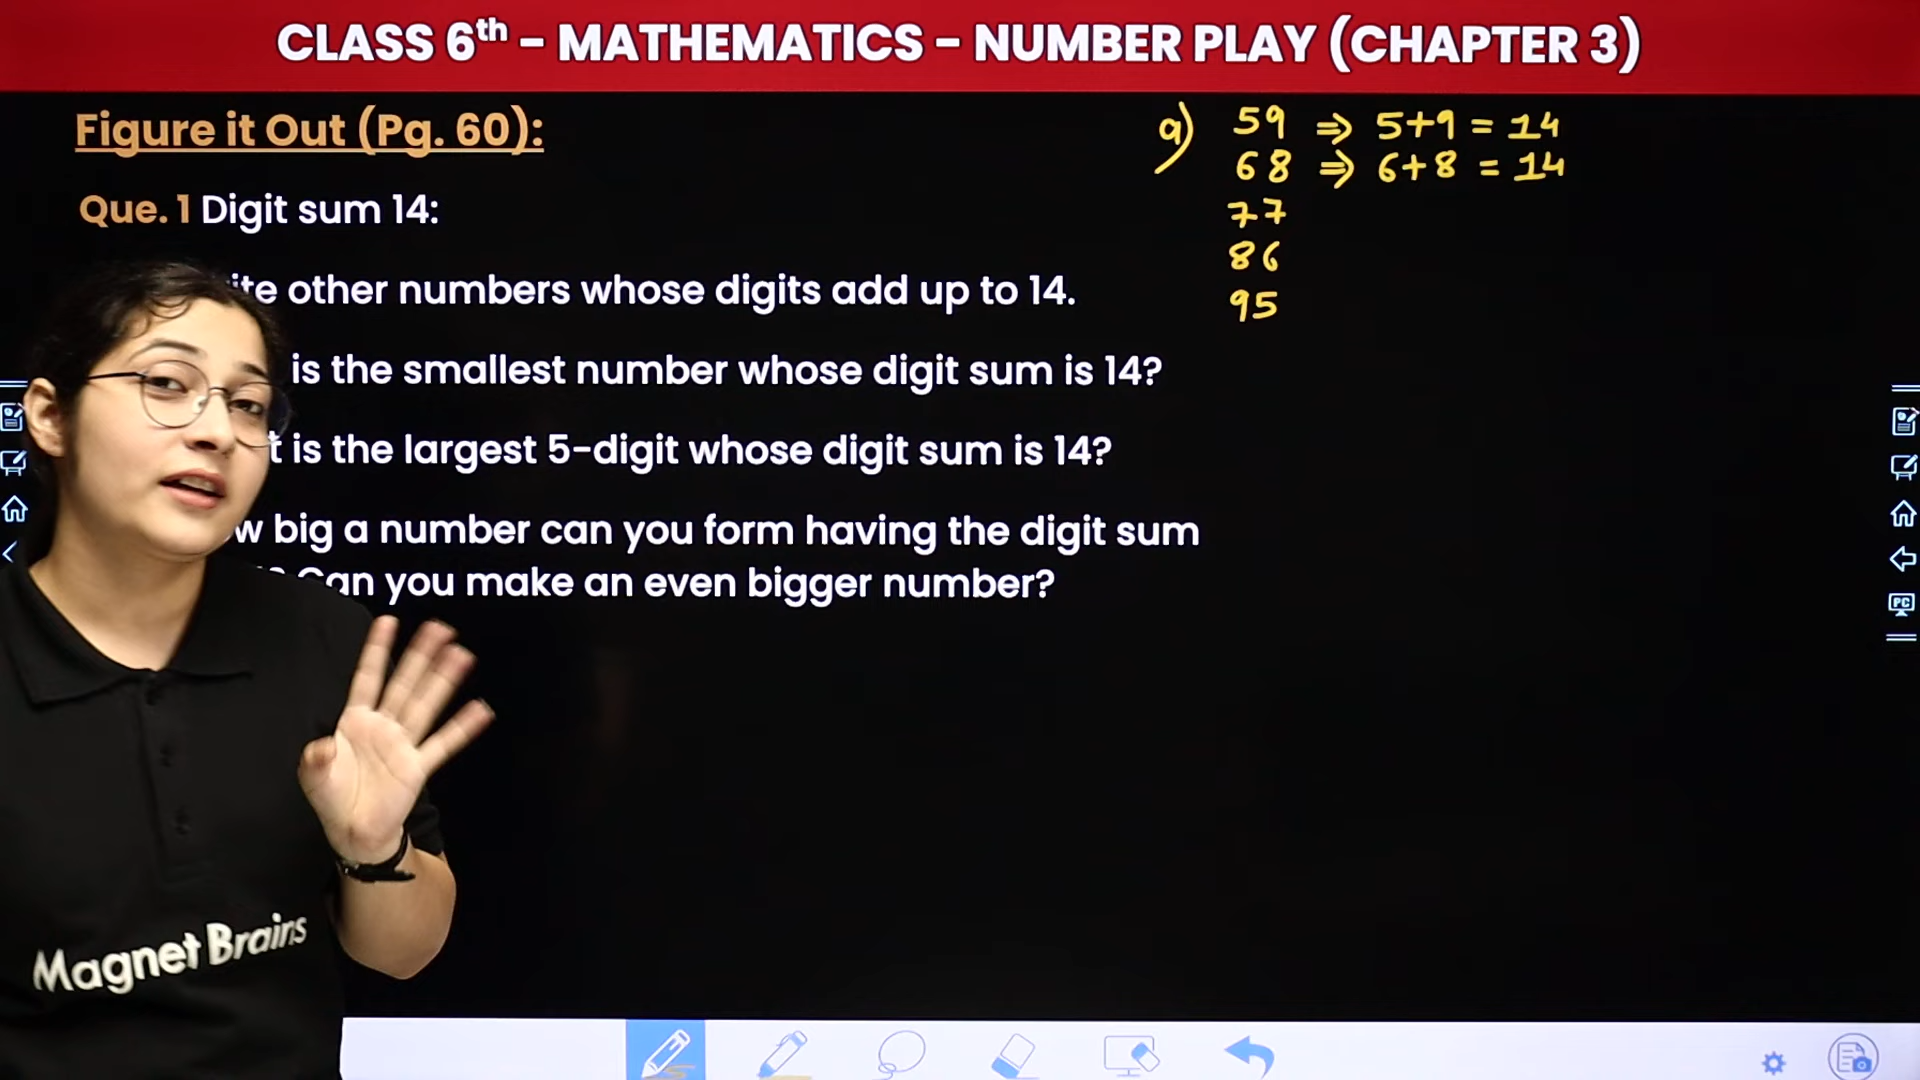 CLASS 6th - MATHEMATICS - NUMBER PLAY (CHAPTER 3)
Figure it Out (Pg. 60):
Que. 1 Digit sum 14:
other numbers whose digits add up to 14.
is the smallest number whose digit sum is 14?
is the largest 5-digit whose digit sum is 14?
big a number can you form having the digit sum
Can you make an even bigger number?
a) 59 ⇒ 5+9 = 14
68 ⇒ 6+8 = 14
77
86
95
Magnet Brains
PC